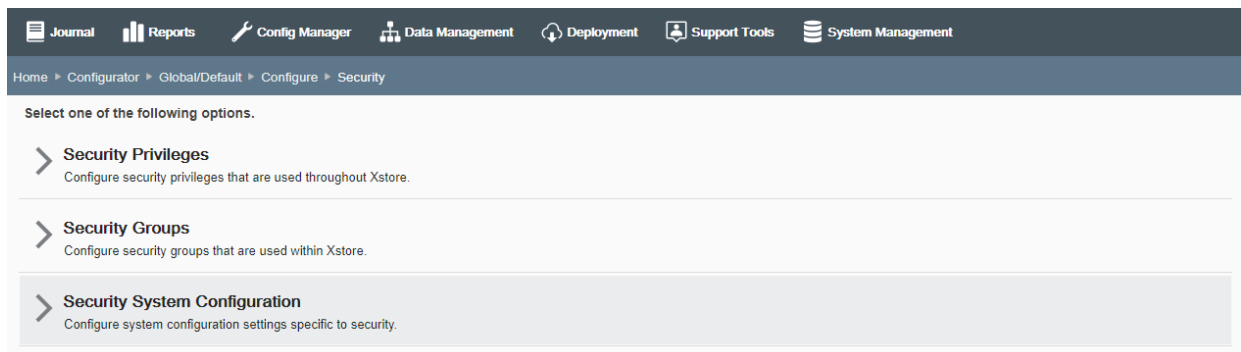 Journal Reports Config Manager Data Management Deployment Support Tools System Management
Home Configurator Global/Default Configure Security
Select one of the following options.
Security Privileges
Configure security privileges that are used throughout Xstore.
Security Groups
Configure security groups that are used within Xstore.
Security System Configuration
Configure system configuration settings specific to security.